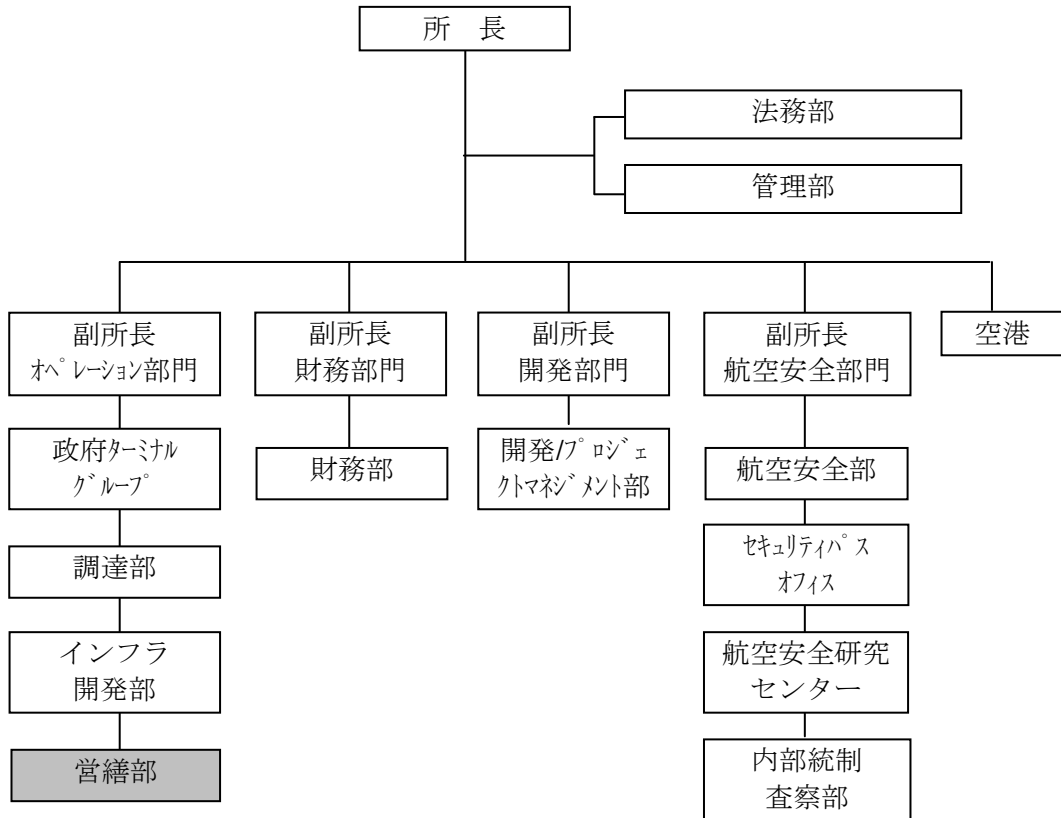 所　長
法務部
管理部
副所長
ｵﾍﾟﾚｰｼｮﾝ部門
副所長
財務部門
副所長
開発部門
副所長
航空安全部門
空港
政府ﾀｰﾐﾅﾙ
ｸﾞﾙｰﾌﾟ
財務部
開発/ﾌﾟﾛｼﾞｪ
ｸﾄﾏﾈｼﾞﾒﾝﾄ部
航空安全部
調達部
ｾｷｭﾘﾃｨﾊﾟｽ
ｵﾌｨｽ
インフラ
開発部
航空安全研究
センター
営繕部
内部統制
査察部